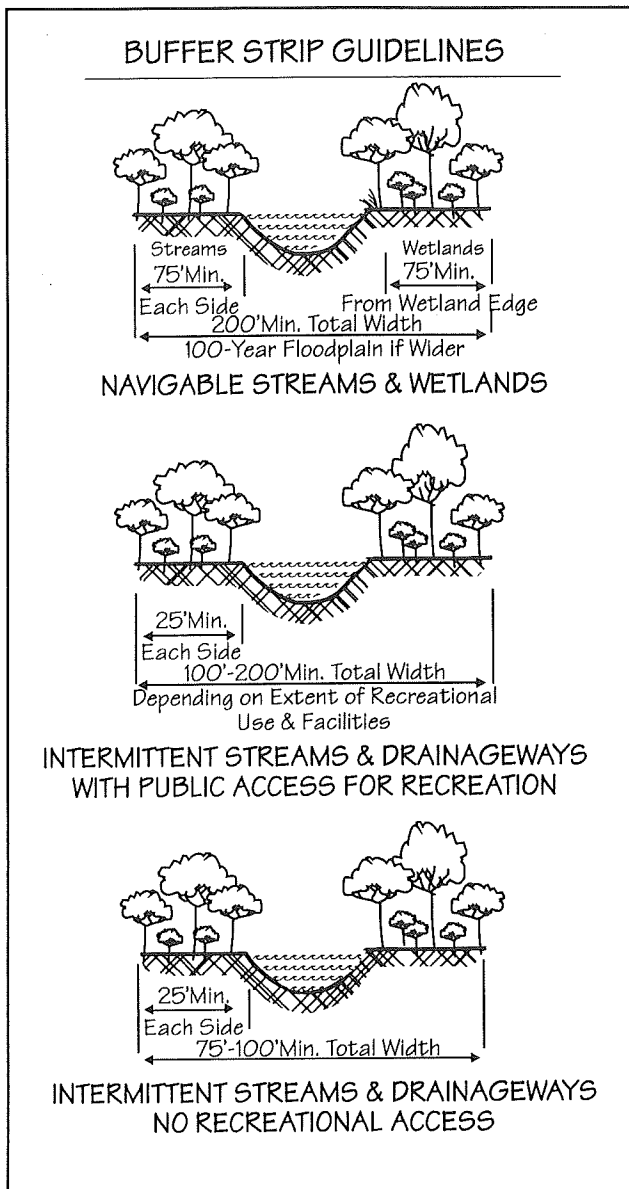 BUFFER STRIP GUIDELINES
Streams
75'Min.
Each Side
Wetlands
75'Min.
From Wetland Edge
200'Min. Total Width
100-Year Floodplain if Wider
NAVIGABLE STREAMS & WETLANDS
25'Min.
Each Side
100'-200'Min. Total Width
Depending on Extent of Recreational
Use & Facilities
INTERMITTENT STREAMS & DRAINAGEWAYS
WITH PUBLIC ACCESS FOR RECREATION
25'Min.
Each Side
75'-100'Min. Total Width
INTERMITTENT STREAMS & DRAINAGEWAYS
NO RECREATIONAL ACCESS